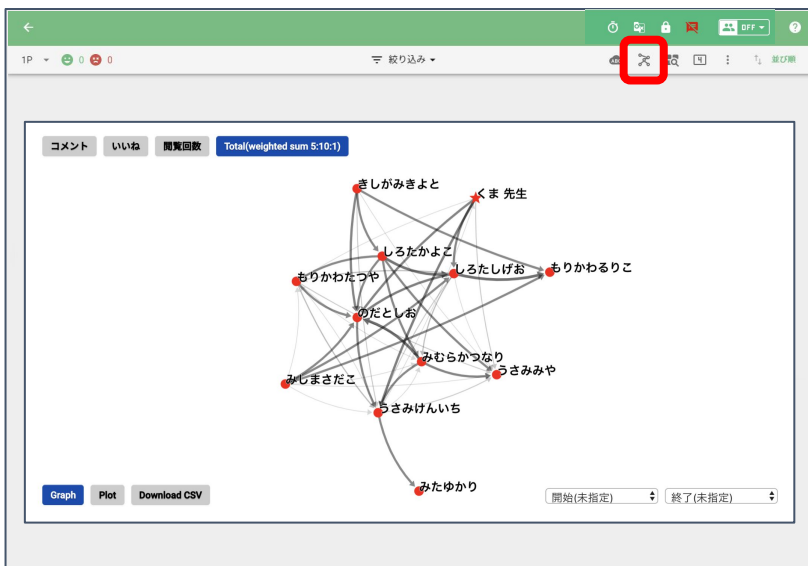 OFF
?
1P 0 0 絞り込み 4 並び順
コメント いいね 閲覧回数 Total(weighted sum 5:10:1)
きしがみきよと
くま 先生
しろたかよこ
しろたしげお
もりかわるりこ
もりかわたつや
のだとしお
みむらかつなり
うさみみや
みしまさだこ
うさみけんいち
みたゆかり
Graph Plot Download CSV 開始(未指定) 終了(未指定)